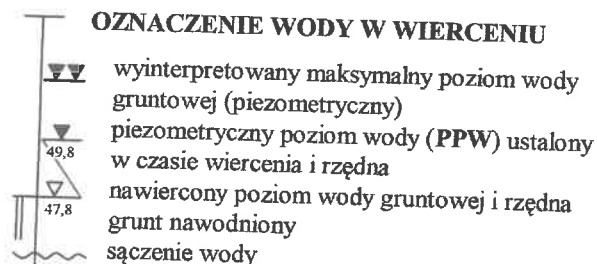 OZNACZENIE WODY W WIERCENIU
wyinterpretowany maksymalny poziom wody
gruntowej (piezometryczny)
piezometryczny poziom wody (PPW) ustalony
49,8
w czasie wiercenia i rzędna
nawiercony poziom wody gruntowej i rzędna
47,8
grunt nawodniony
sączenie wody